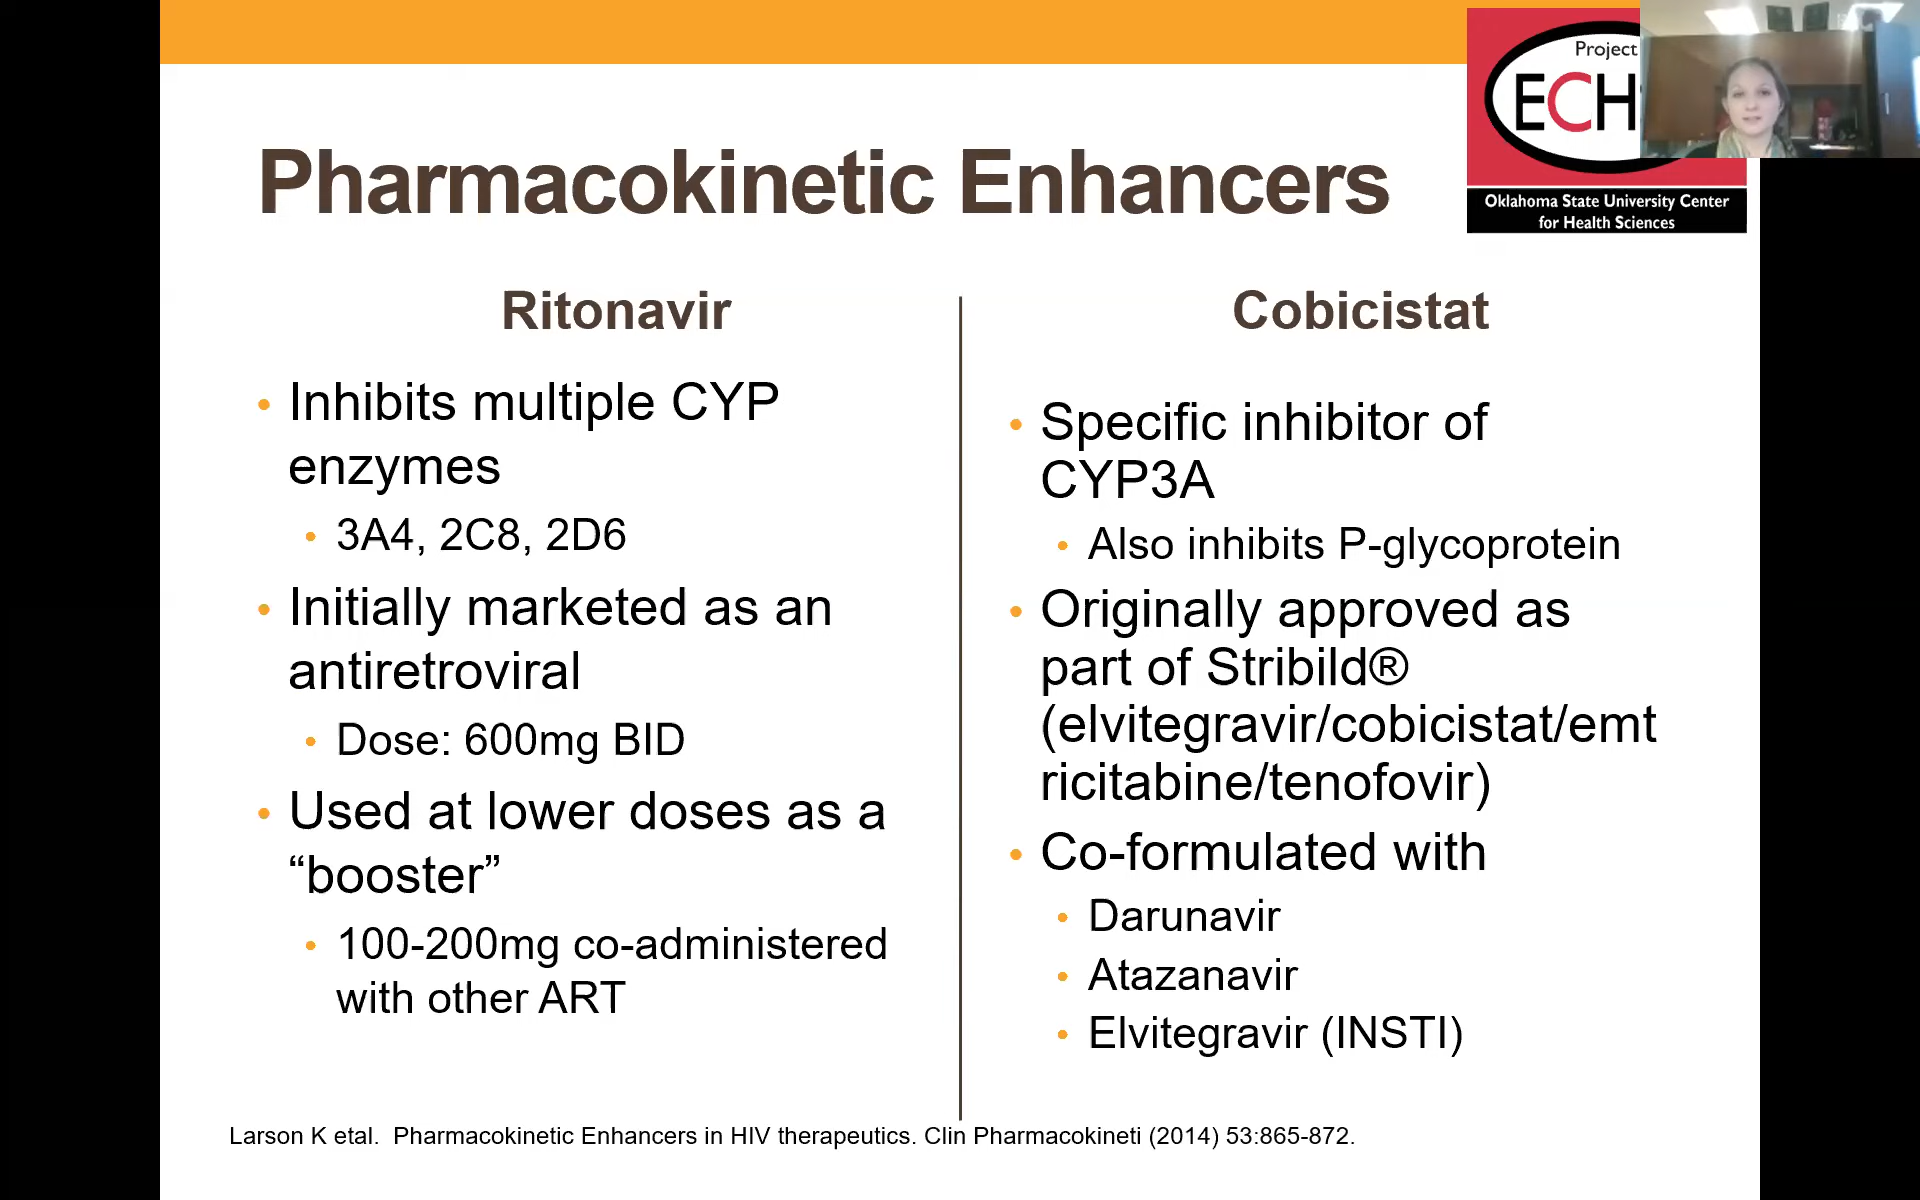 Project
ECH
Oklahoma State University Center
for Health Sciences
Pharmacokinetic Enhancers
Ritonavir
• Inhibits multiple CYP
enzymes
• 3A4, 2C8, 2D6
• Initially marketed as an
antiretroviral
• Dose: 600mg BID
• Used at lower doses as a
“booster”
• 100-200mg co-administered
with other ART
Cobicistat
• Specific inhibitor of
CYP3A
• Also inhibits P-glycoprotein
• Originally approved as
part of Stribild®
(elvitegravir/cobicistat/emt
ricitabine/tenofovir)
• Co-formulated with
• Darunavir
• Atazanavir
• Elvitegravir (INSTI)
Larson K etal. Pharmacokinetic Enhancers in HIV therapeutics. Clin Pharmacokineti (2014) 53:865-872.